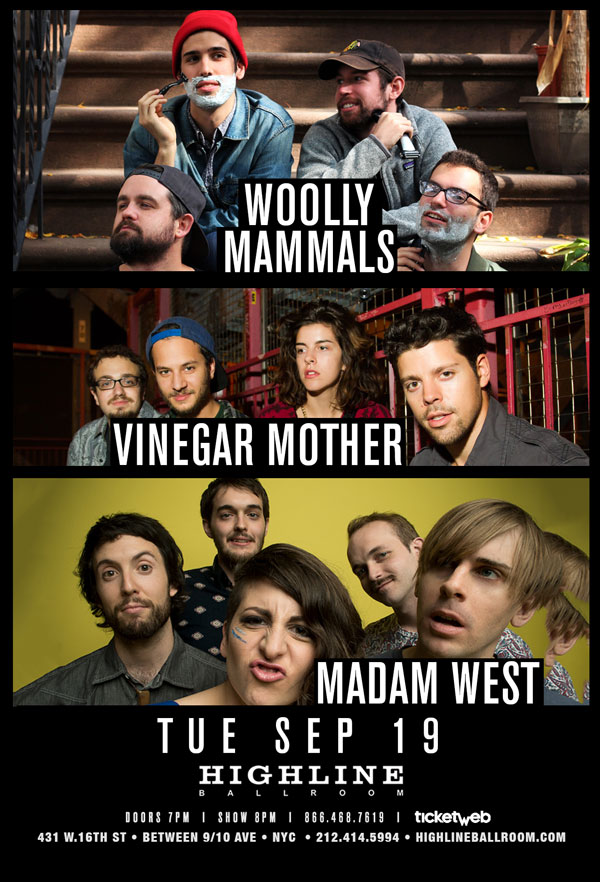 WOOLLY
MAMMALS
VINEGAR MOTHER
MADAM WEST
TUE SEP 19
HIGHLINE
BALLROOM
DOORS 7PM | SHOW 8PM | 866.468.7619 | ticketweb
431 W.16TH ST • BETWEEN 9/10 AVE • NYC • 212.414.5994 • HIGHLINEBALLROOM.COM